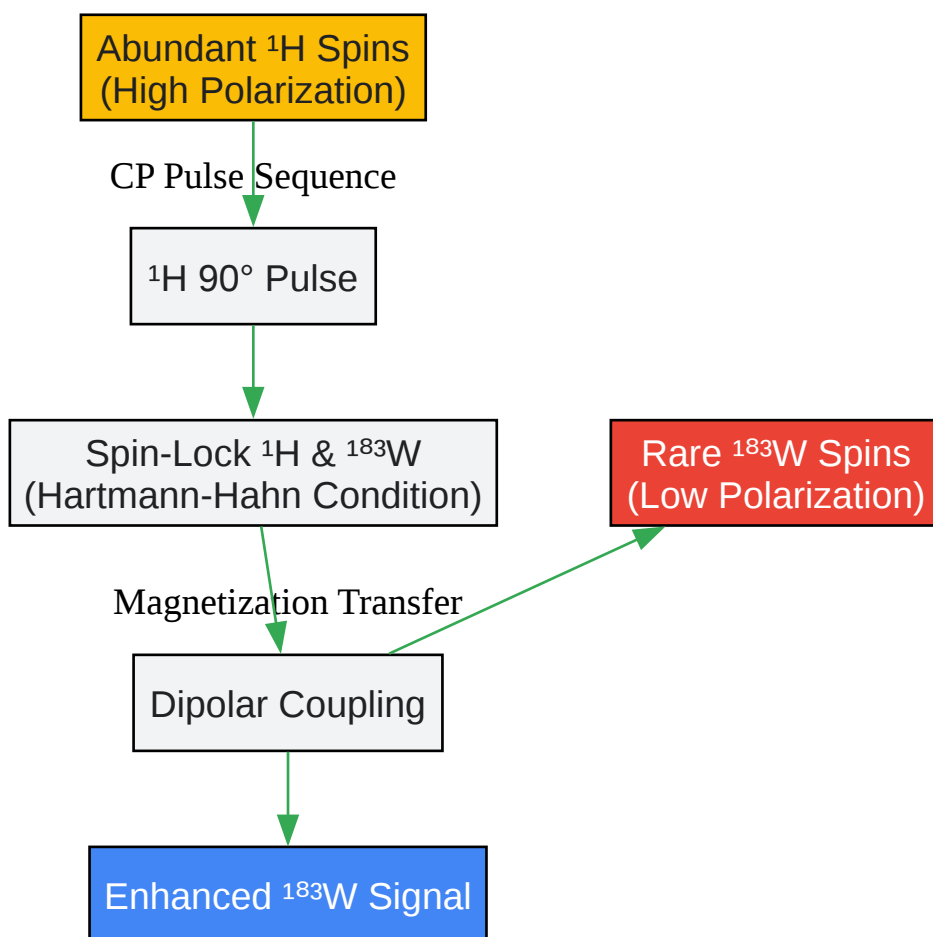 Abundant ¹H Spins
(High Polarization)
CP Pulse Sequence
¹H 90° Pulse
Spin-Lock ¹H & ¹⁸³W
(Hartmann-Hahn Condition)
Rare ¹⁸³W Spins
(Low Polarization)
Magnetization Transfer
Dipolar Coupling
Enhanced ¹⁸³W Signal